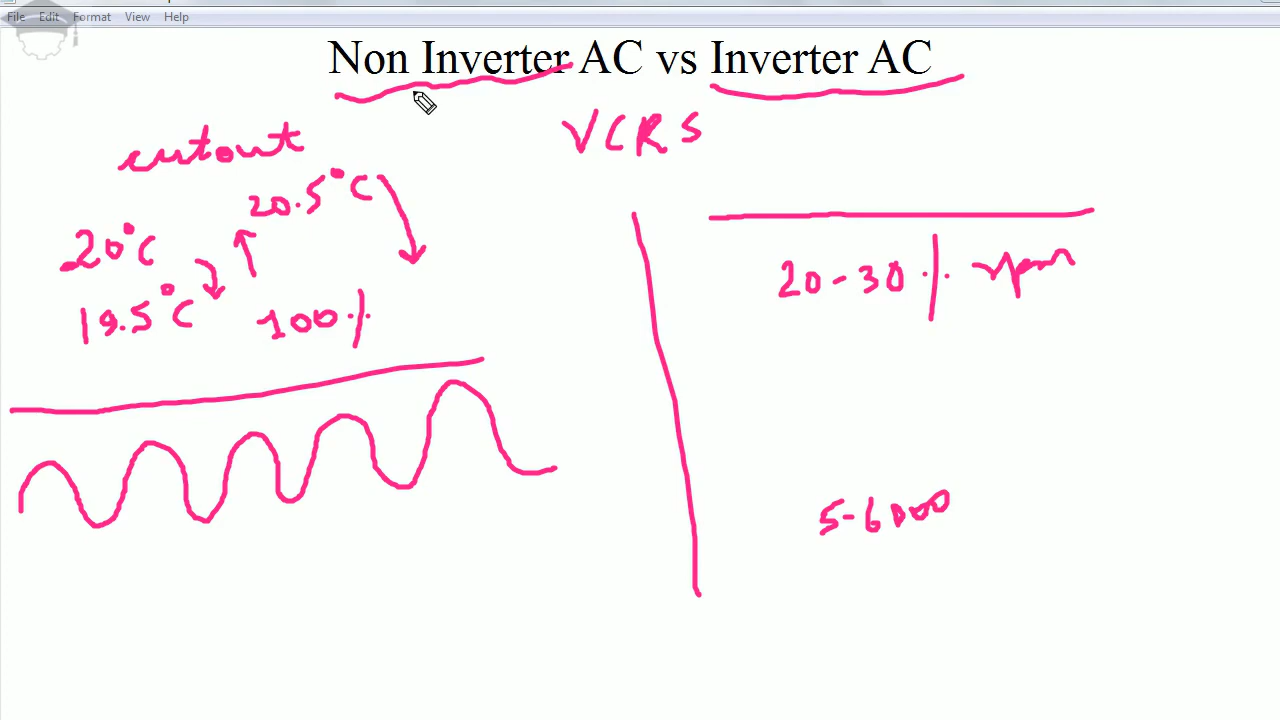 File Edit Format View Help
Non Inverter AC vs Inverter AC
VCRS
cutout
20.5°C
20°C
19.5°C 100%
20-30% rpm
5-6000